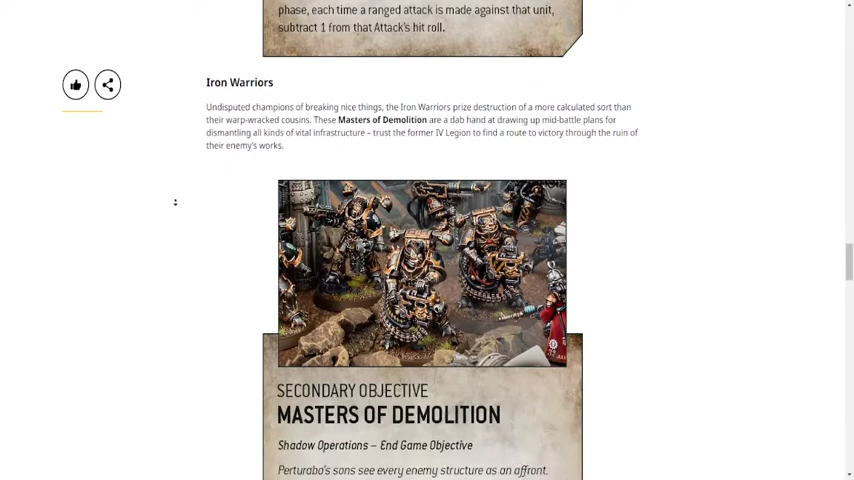 phase, each time a ranged attack is made against that unit,
subtract 1 from that Attack's hit roll.
Iron Warriors
Undisputed champions of breaking nice things, the Iron Warriors prize destruction of a more calculated sort than
their warp-wracked cousins. These Masters of Demolition are a dab hand at drawing up mid-battle plans for
dismantling all kinds of vital infrastructure – trust the former IV Legion to find a route to victory through the ruin of
their enemy's works.
SECONDARY OBJECTIVE
MASTERS OF DEMOLITION
Shadow Operations – End Game Objective
Perturabo's sons see every enemy structure as an affront.